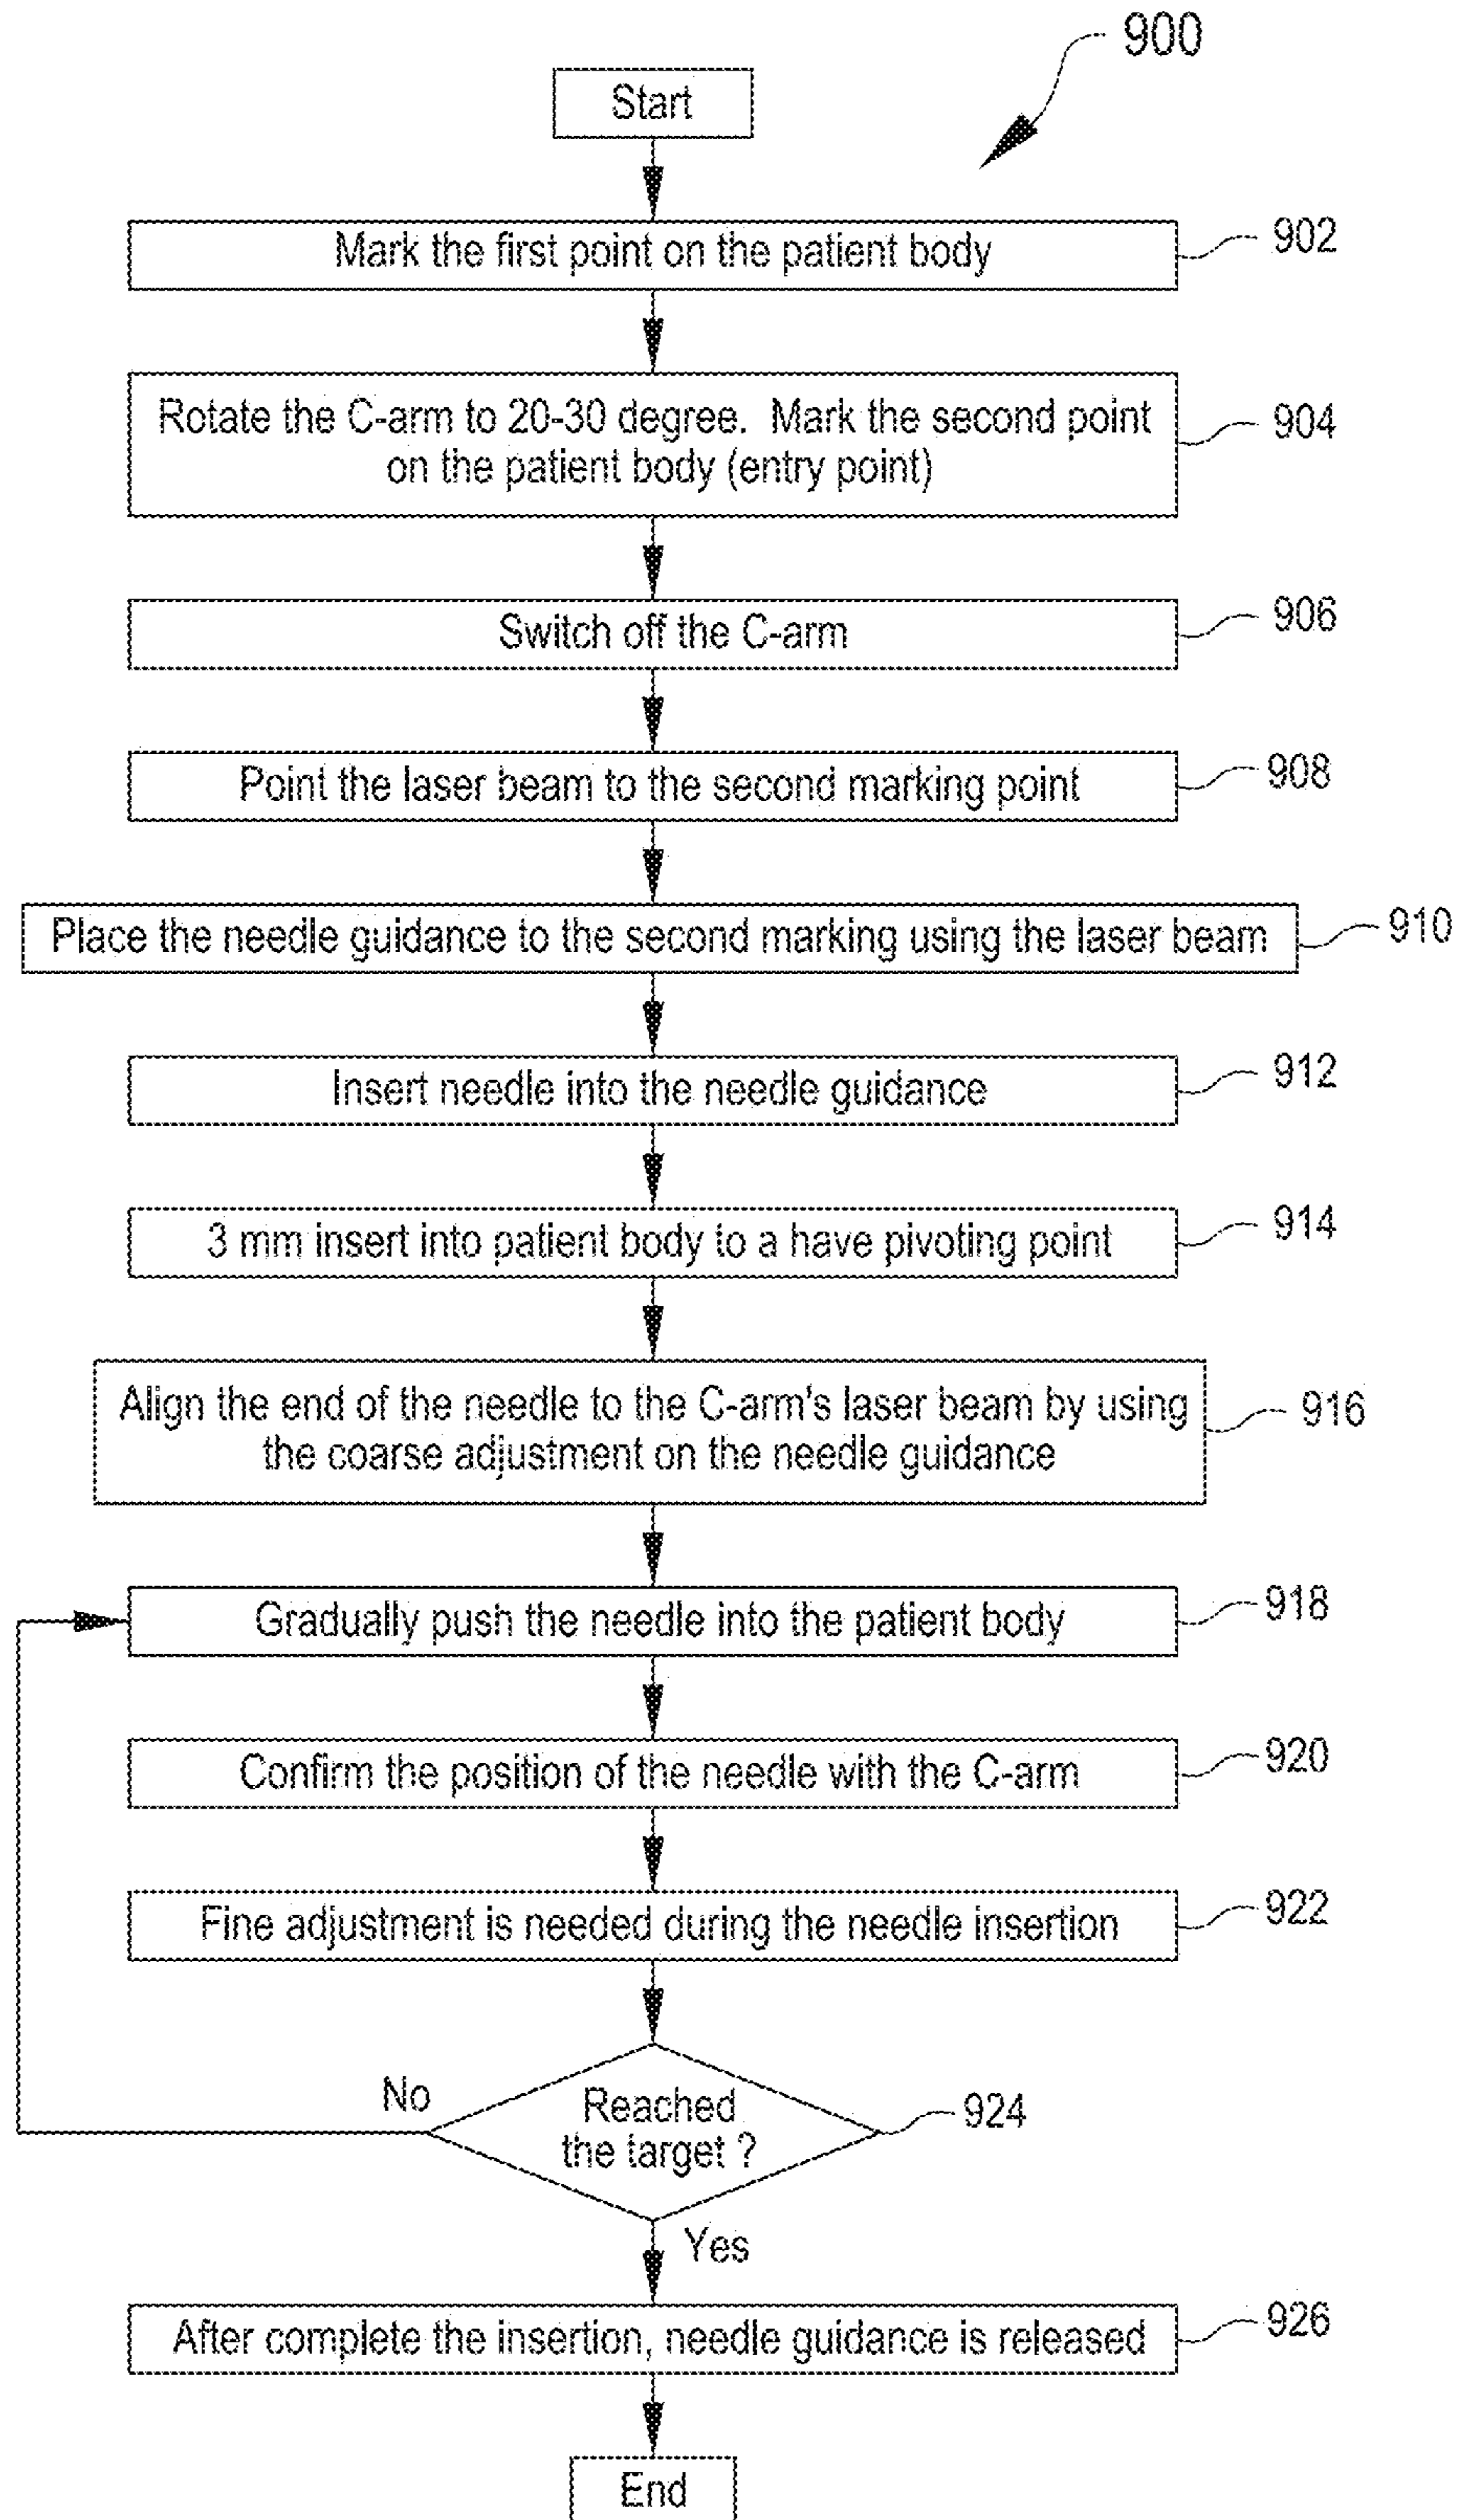 900
Start
Mark the first point on the patient body
902
Rotate the C-arm to 20-30 degree. Mark the second point
on the patient body (entry point)
904
Switch off the C-arm
906
Point the laser beam to the second marking point
908
Place the needle guidance to the second marking using the laser beam
910
Insert needle into the needle guidance
912
3 mm insert into patient body to a have pivoting point
914
Align the end of the needle to the C-arm's laser beam by using
the coarse adjustment on the needle guidance
916
Gradually push the needle into the patient body
918
Confirm the position of the needle with the C-arm
920
Fine adjustment is needed during the needle insertion
922
No
Reached
the target ?
924
Yes
After complete the insertion, needle guidance is released
926
End